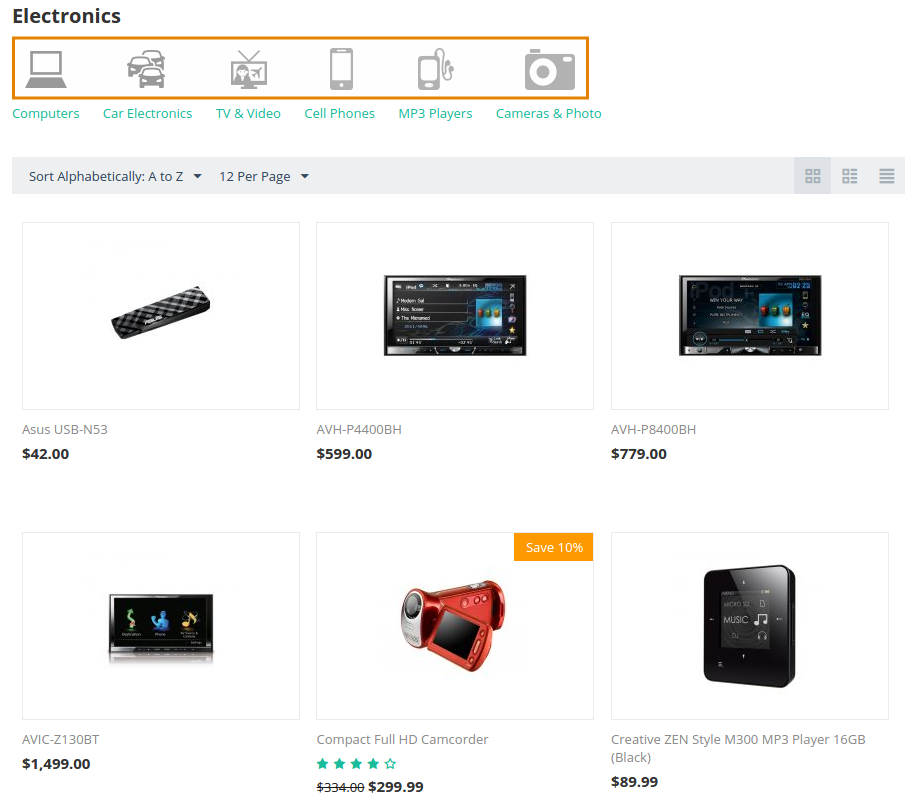 Electronics
Computers Car Electronics TV & Video Cell Phones MP3 Players Cameras & Photo
Sort Alphabetically: A to Z 12 Per Page
Asus USB-N53 AVH-P4400BH AVH-P8400BH
$42.00 $599.00 $779.00
Save 10%
MUSIC
AVIC-Z130BT Compact Full HD Camcorder Creative ZEN Style M300 MP3 Player 16GB
(Black)
$1,499.00 $334.00 $299.99 $89.99